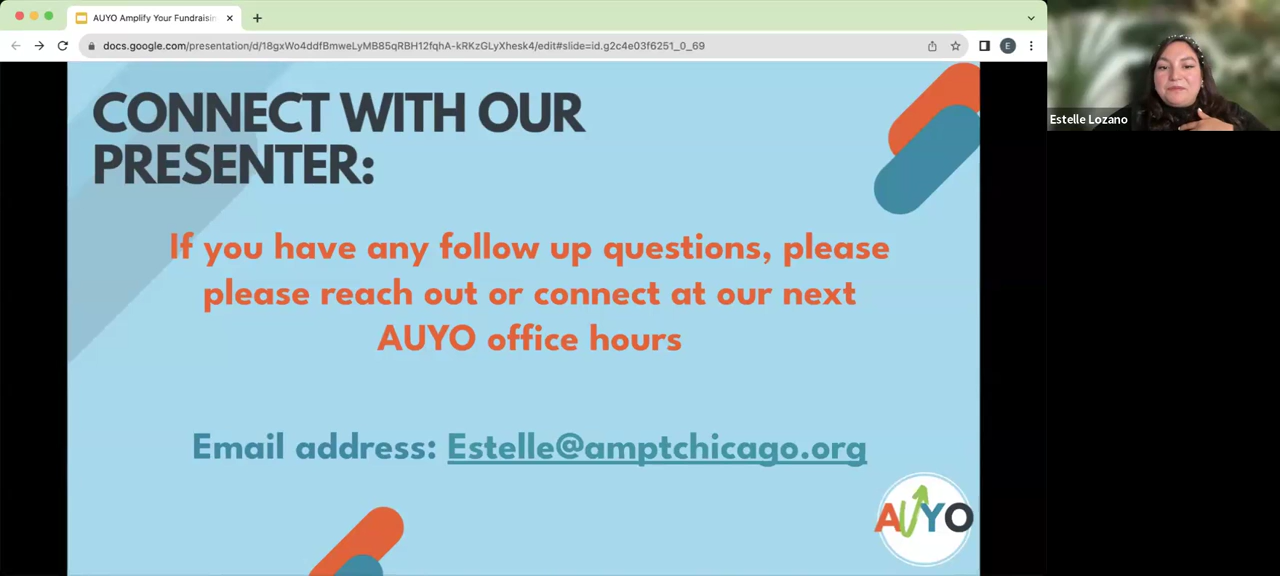 AUYO Amplify Your Fundraisin
docs.google.com/presentation/d/18gxWo4ddfBmweLyMB85qRBH12fqhA-kRKzGLyXhesk4/edit#slide=id.g2c4e03f6251_0_69
E
CONNECT WITH OUR
PRESENTER:
Estelle Lozano
If you have any follow up questions, please
please reach out or connect at our next
AUYO office hours
Email address: Estelle@amptchicago.org
AUYO